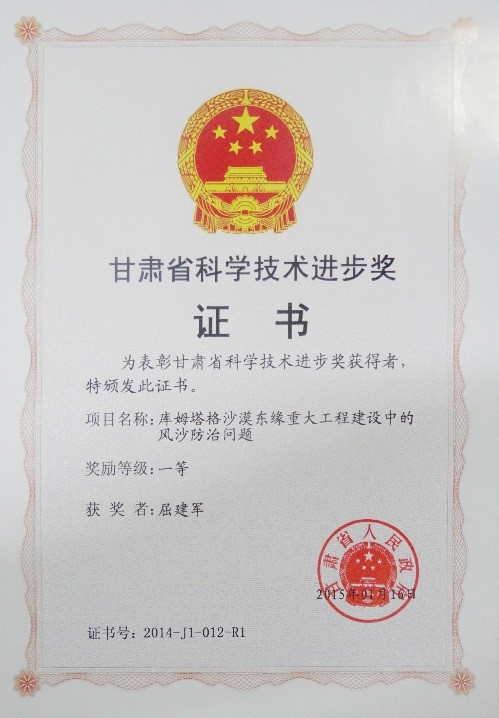 甘肃省科学技术进步奖
证 书
为表彰甘肃省科学技术进步奖获得者,
特颁发此证书。
项目名称:库姆塔格沙漠东缘重大工程建设中的
风沙防治问题
奖励等级:一等
获 奖 者:屈建军
甘肃省人民政府
2015年01月16日
证书号: 2014-J1-012-R1